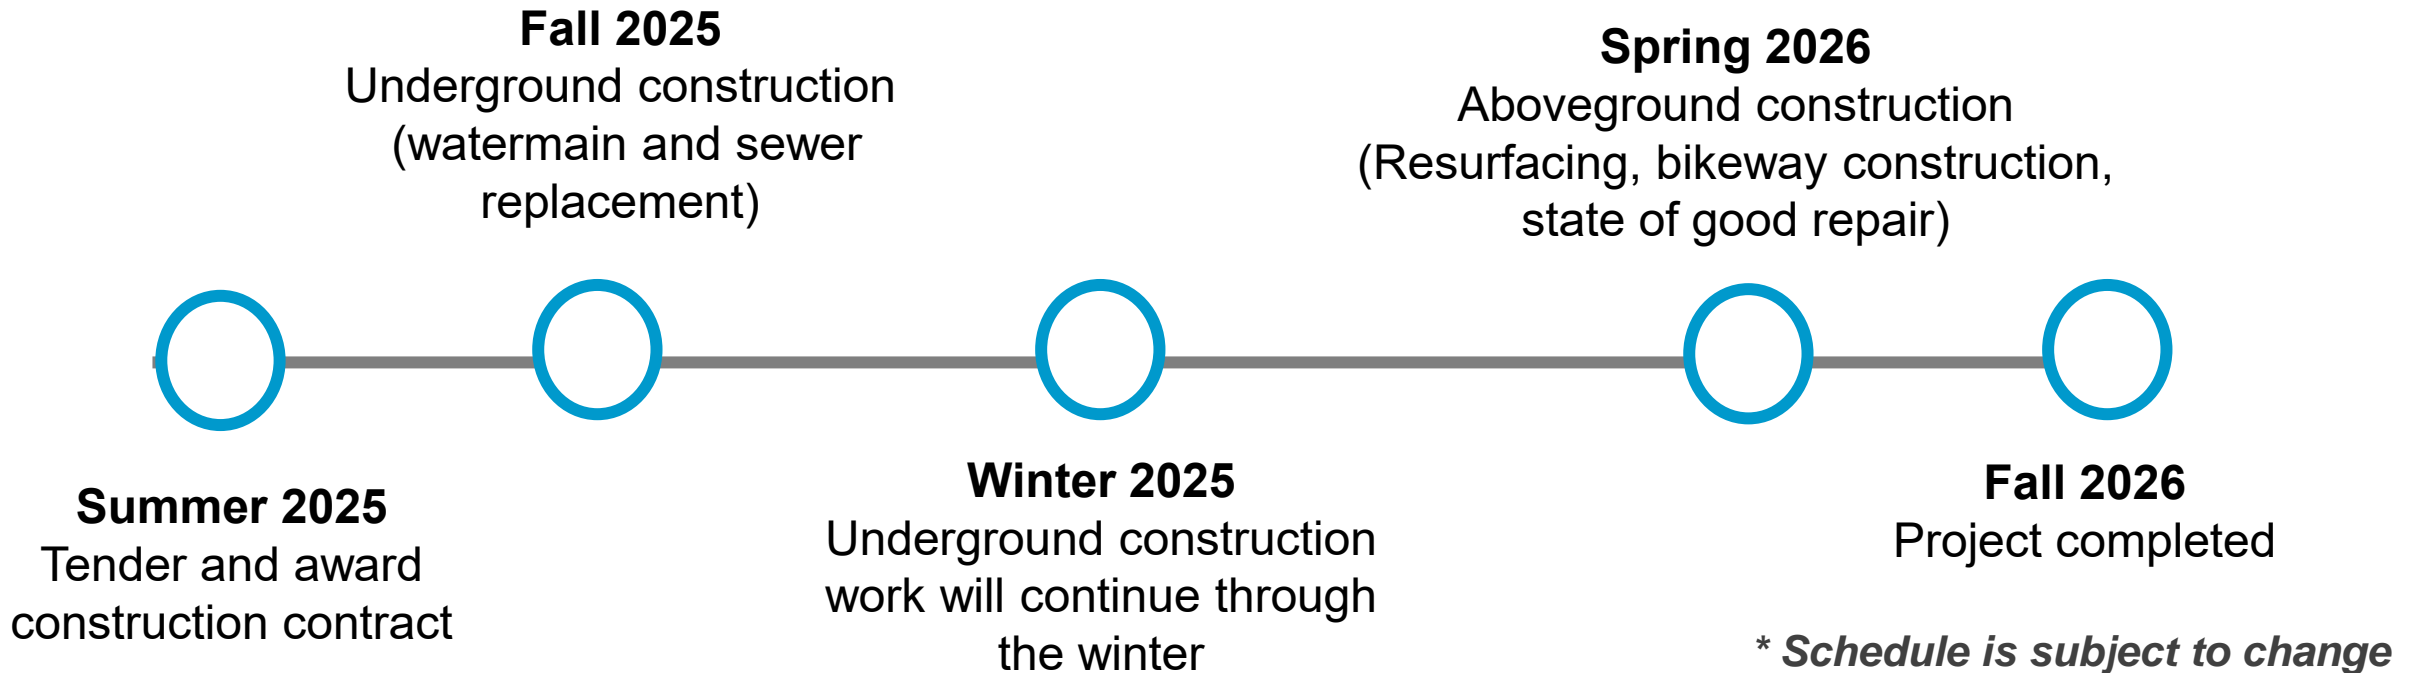 Fall 2025
Underground construction
(watermain and sewer
replacement)
Spring 2026
Aboveground construction
(Resurfacing, bikeway construction,
state of good repair)
Summer 2025
Tender and award
construction contract
Winter 2025
Underground construction
work will continue through
the winter
Fall 2026
Project completed
* Schedule is subject to change